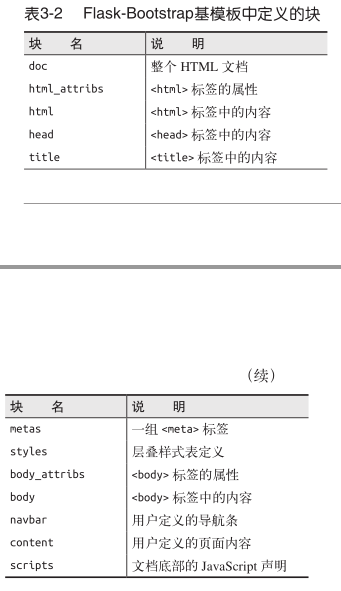 表3-2 Flask-Bootstrap基模板中定义的块
块 名 说 明
doc 整个 HTML 文档
html_attribs <html> 标签的属性
html <html> 标签中的内容
head <head> 标签中的内容
title <title> 标签中的内容
（续）
块 名 说 明
metas 一组 <meta> 标签
styles 层叠样式表定义
body_attribs <body> 标签的属性
body <body> 标签中的内容
navbar 用户定义的导航条
content 用户定义的页面内容
scripts 文档底部的 JavaScript 声明